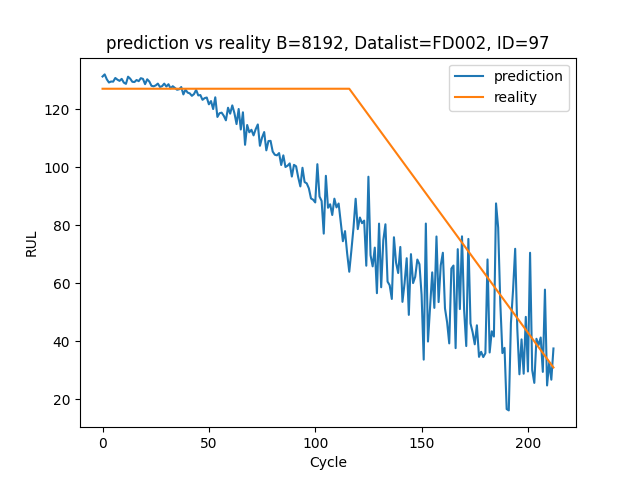 prediction vs reality B=8192, Datalist=FD002, ID=97
prediction
reality
RUL
120
100
80
60
40
20
0
50
100
150
200
Cycle